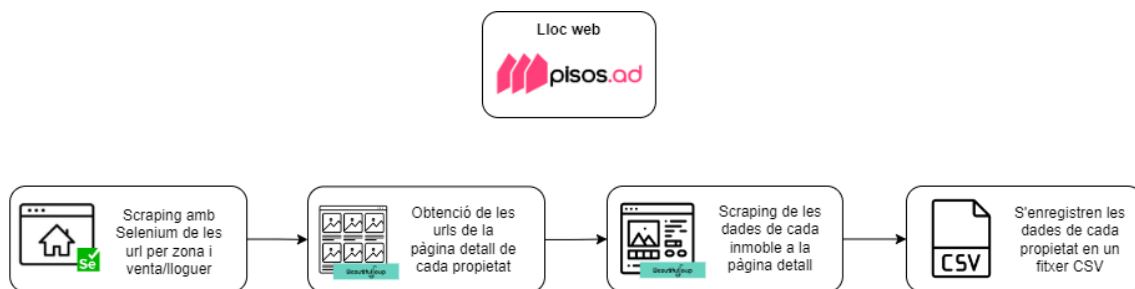 Lloc web
pisos.ad
Scraping amb
Selenium de les
url per zona i
venta/lloguer
Se
Obtenció de les
urls de la
pàgina detall de
cada propietat
BeautifulSoup
Scraping de les
dades de cada
inmoble a la
pàgina detall
BeautifulSoup
S'enregistren les
dades de cada
propietat en un
fitxer CSV
CSV